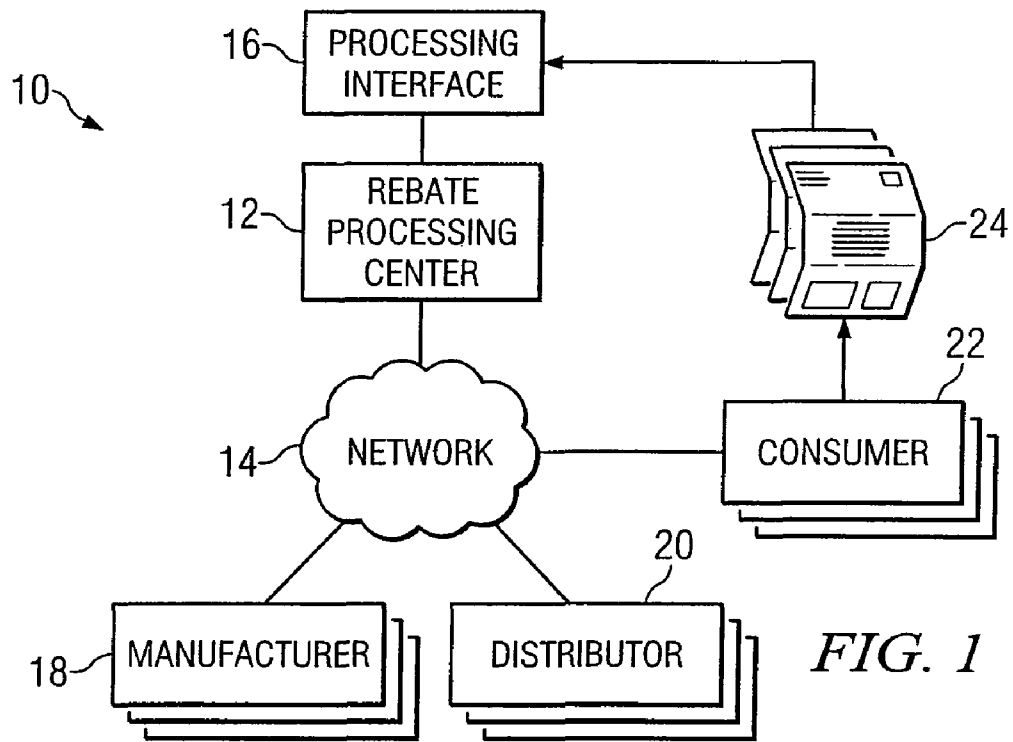 16
PROCESSING
INTERFACE
10
12
REBATE
PROCESSING
CENTER
24
22
14
NETWORK
CONSUMER
20
18
MANUFACTURER
DISTRIBUTOR
FIG. 1